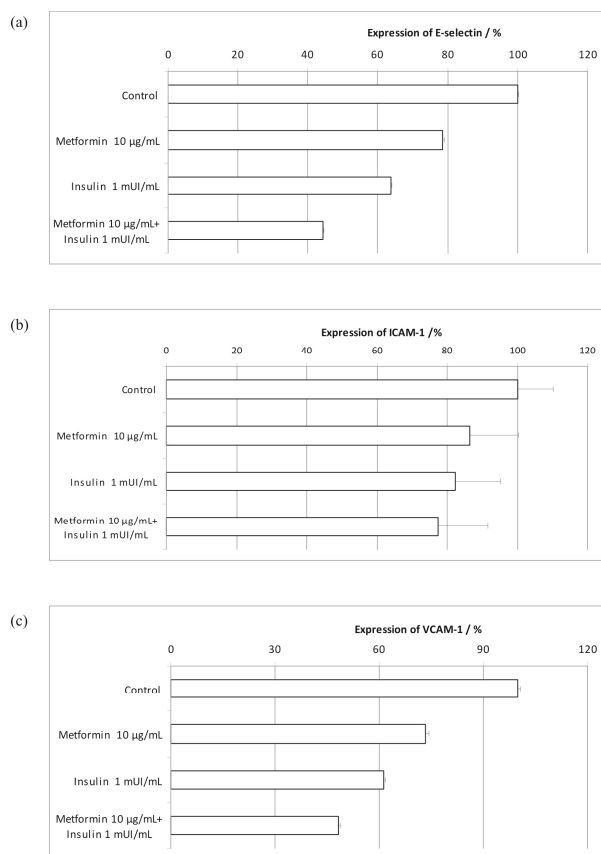 (a)
Expression of E-selectin / %
0 20 40 60 80 100 120
Control
Metformin 10 µg/mL
Insulin 1 mUI/mL
Metformin 10 µg/mL+
Insulin 1 mUI/mL
(b)
Expression of ICAM-1 /%
0 20 40 60 80 100 120
Control
Metformin 10 µg/mL
Insulin 1 mUI/mL
Metformin 10 µg/mL+
Insulin 1 mUI/mL
(c)
Expression of VCAM-1 / %
0 30 60 90 120
Control
Metformin 10 µg/mL
Insulin 1 mUI/mL
Metformin 10 µg/mL+
Insulin 1 mUI/mL